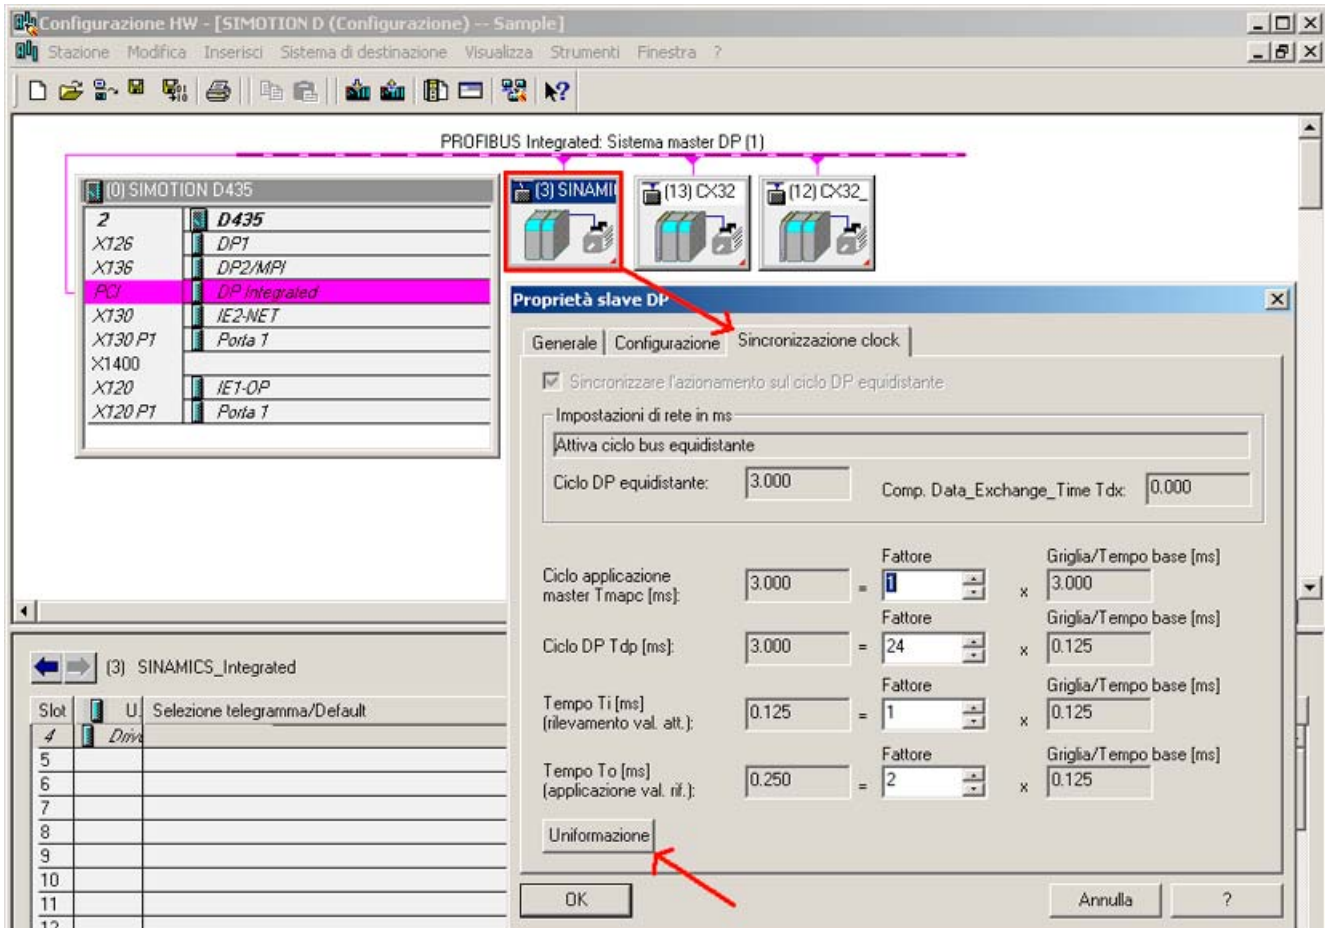 Configurazione HW - [SIMOTION D (Configurazione) -- Sample]
Stazione Modifica Inserisci Sistema di destinazione Visualizza Strumenti Finestra ?
PROFIBUS Integrated: Sistema master DP (1)
(0) SIMOTION D435
2 D435
X126 DP1
X136 DP2/MPI
PCI DP Integrated
X130 IE2-NET
X130 P1 Porta 1
X1400
X120 IE1-OP
X120 P1 Porta 1
(3) SINAMI
(13) CX32
(12) CX32_
Proprietà slave DP
Generale Configurazione Sincronizzazione clock
Sincronizzare l'azionamento sul ciclo DP equidistante
Impostazioni di rete in ms
Attiva ciclo bus equidistante
Ciclo DP equidistante: 3.000 Comp. Data_Exchange_Time Tdx: 0.000
Fattore Griglia/Tempo base [ms]
Ciclo applicazione
master Tmapc [ms]: 3.000 = 1 x 3.000
Fattore Griglia/Tempo base [ms]
Ciclo DP Tdp [ms]: 3.000 = 24 x 0.125
Fattore Griglia/Tempo base [ms]
Tempo Ti [ms]
(rilevamento val. att.): 0.125 = 1 x 0.125
Fattore Griglia/Tempo base [ms]
Tempo To [ms]
(applicazione val. rif.): 0.250 = 2 x 0.125
Uniformazione
OK Annulla ?
(3) SINAMICS_Integrated
Slot U. Selezione telegramma/Default
4 Drive
5
6
7
8
9
10
11
12